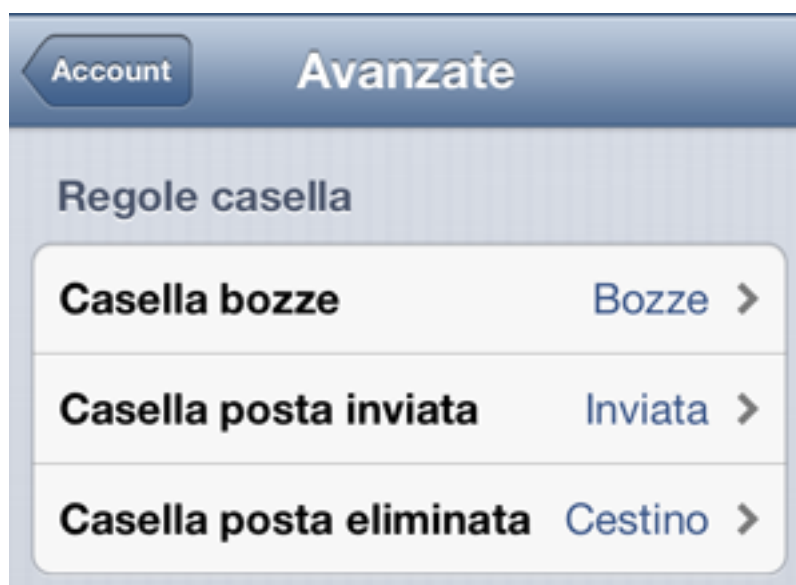 Account
Avanzate
Regole casella
Casella bozze Bozze
Casella posta inviata Inviata
Casella posta eliminata Cestino